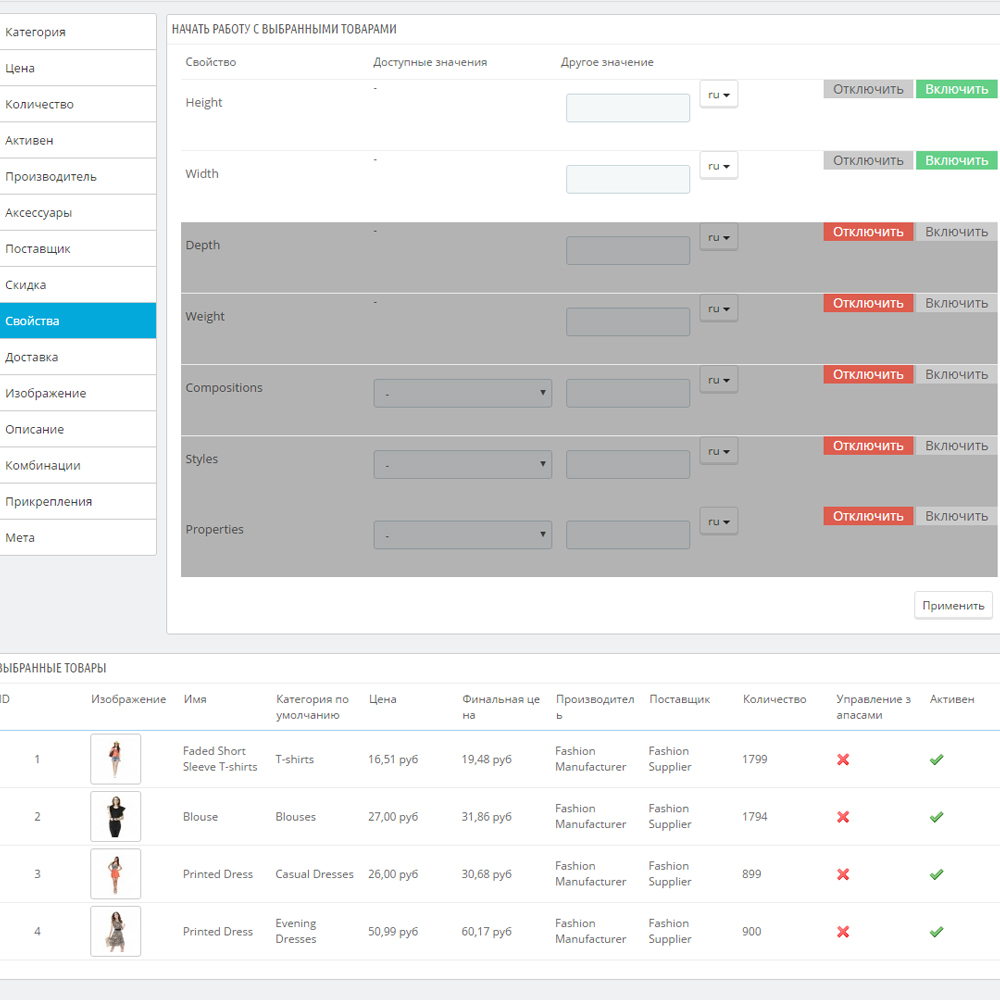 Категория
Цена
Количество
Активен
Производитель
Аксессуары
Поставщик
Скидка
Свойства
Доставка
Изображение
Описание
Комбинации
Прикрепления
Мета
НАЧАТЬ РАБОТУ С ВЫБРАННЫМИ ТОВАРАМИ
Свойство Доступные значения Другое значение
Height - ru Отключить Включить
Width - ru Отключить Включить
Depth - ru Отключить Включить
Weight - ru Отключить Включить
Compositions - ru Отключить Включить
Styles - ru Отключить Включить
Properties - ru Отключить Включить
Применить
ВЫБРАННЫЕ ТОВАРЫ
ID Изображение Имя Категория по Цена Финальная це Производител Поставщик Количество Управление з Активен
умолчанию на ь апасами
1 Faded Short Sleeve T-shirts T-shirts 16,51 руб 19,48 руб Fashion Manufacturer Fashion Supplier 1799
2 Blouse Blouses 27,00 руб 31,86 руб Fashion Manufacturer Fashion Supplier 1794
3 Printed Dress Casual Dresses 26,00 руб 30,68 руб Fashion Manufacturer Fashion Supplier 899
4 Printed Dress Evening Dresses 50,99 руб 60,17 руб Fashion Manufacturer Fashion Supplier 900